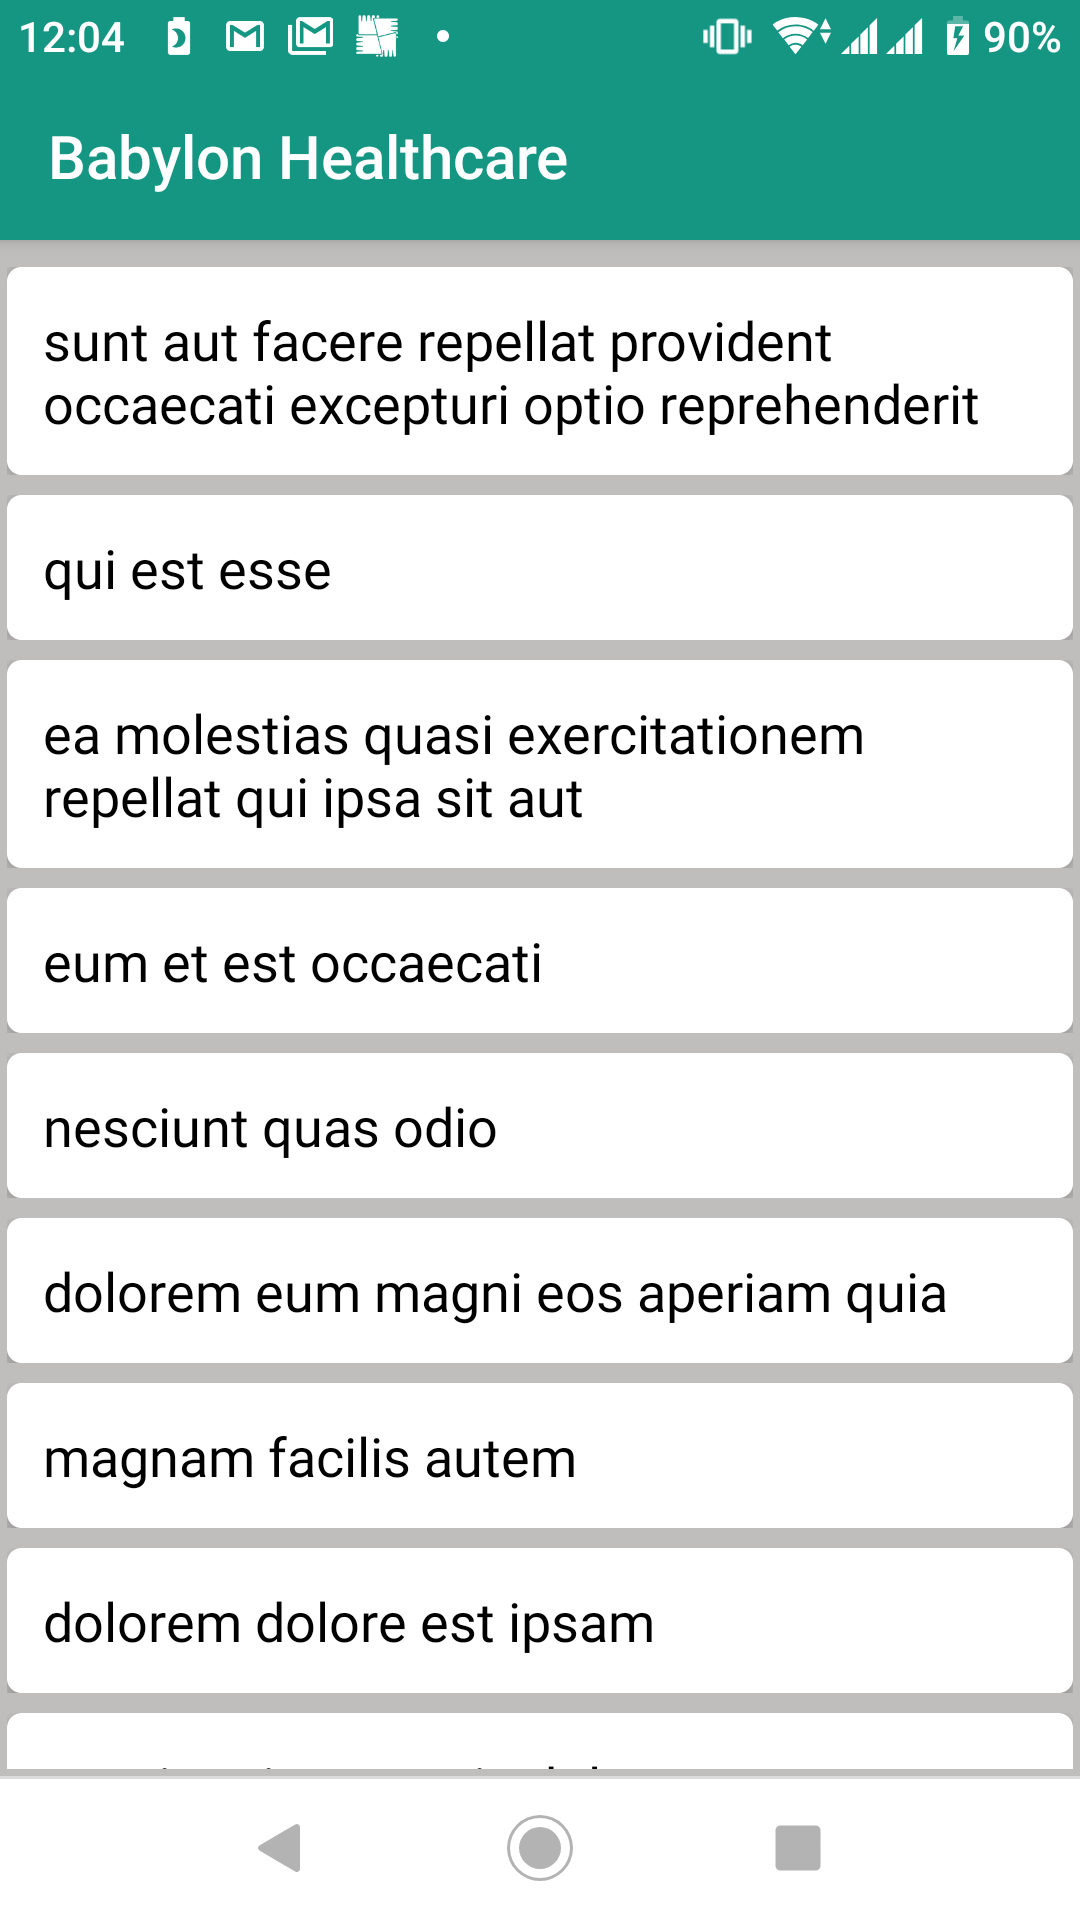 12:04
90%
Babylon Healthcare
sunt aut facere repellat provident
occaecati excepturi optio reprehenderit
qui est esse
ea molestias quasi exercitationem
repellat qui ipsa sit aut
eum et est occaecati
nesciunt quas odio
dolorem eum magni eos aperiam quia
magnam facilis autem
dolorem dolore est ipsam